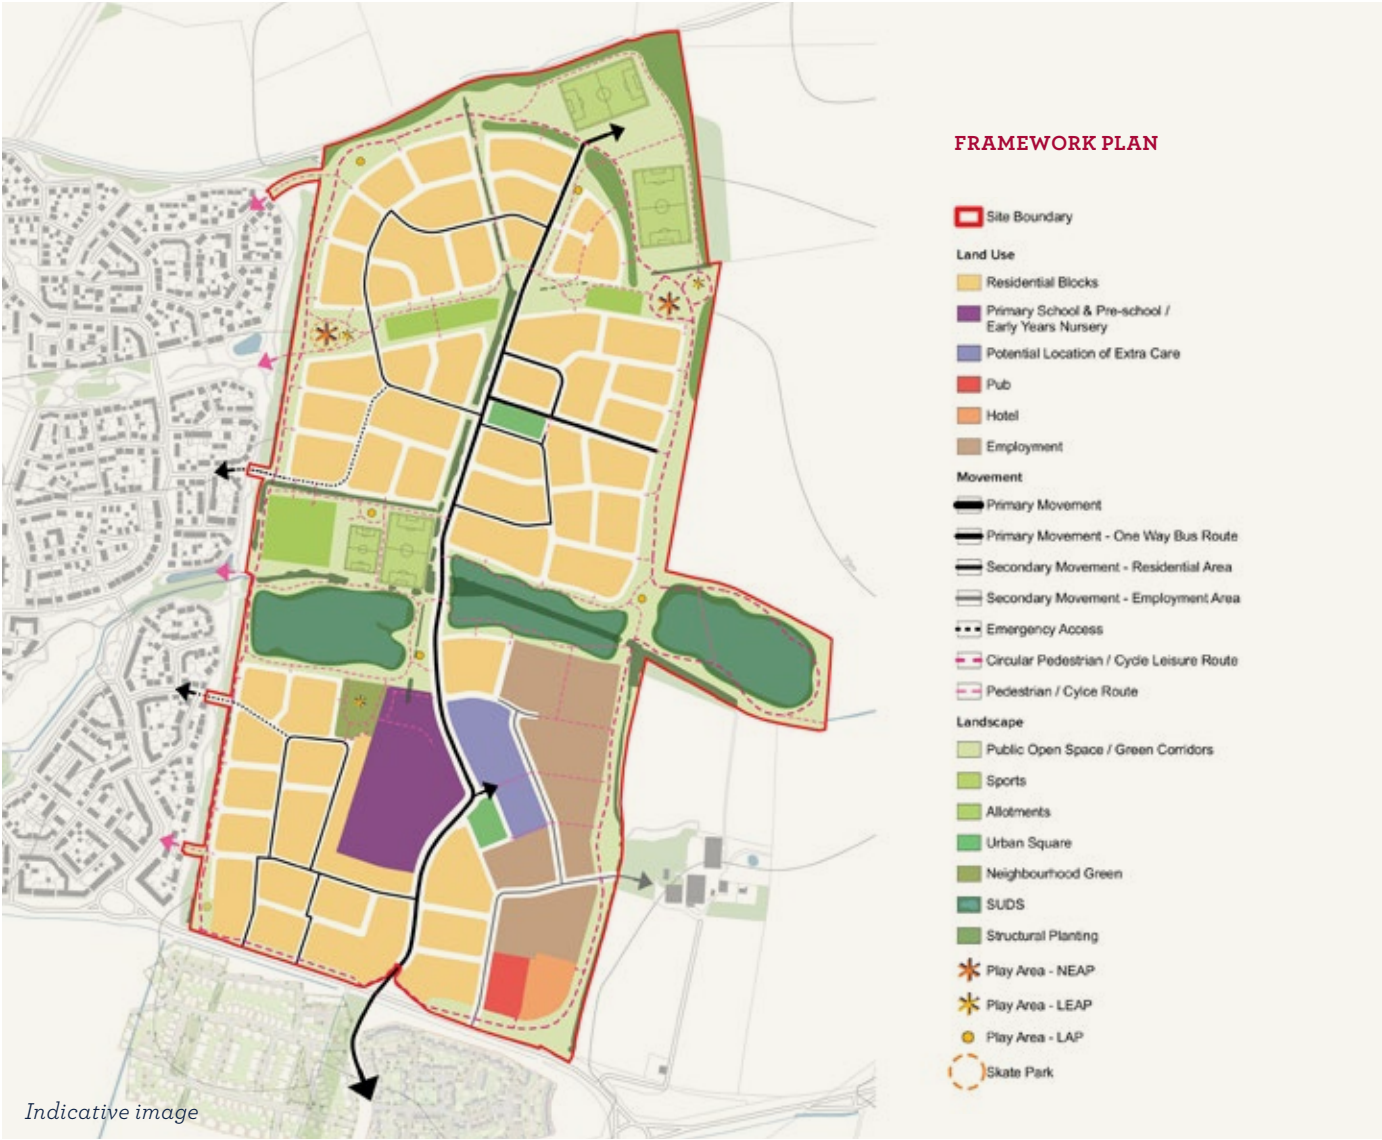 FRAMEWORK PLAN
Site Boundary
Land Use
Residential Blocks
Primary School & Pre-school /
Early Years Nursery
Potential Location of Extra Care
Pub
Hotel
Employment
Movement
Primary Movement
Primary Movement - One Way Bus Route
Secondary Movement - Residential Area
Secondary Movement - Employment Area
Emergency Access
Circular Pedestrian / Cycle Leisure Route
Pedestrian / Cylce Route
Landscape
Public Open Space / Green Corridors
Sports
Allotments
Urban Square
Neighbourhood Green
SUDS
Structural Planting
Play Area - NEAP
Play Area - LEAP
Play Area - LAP
Skate Park
Indicative image